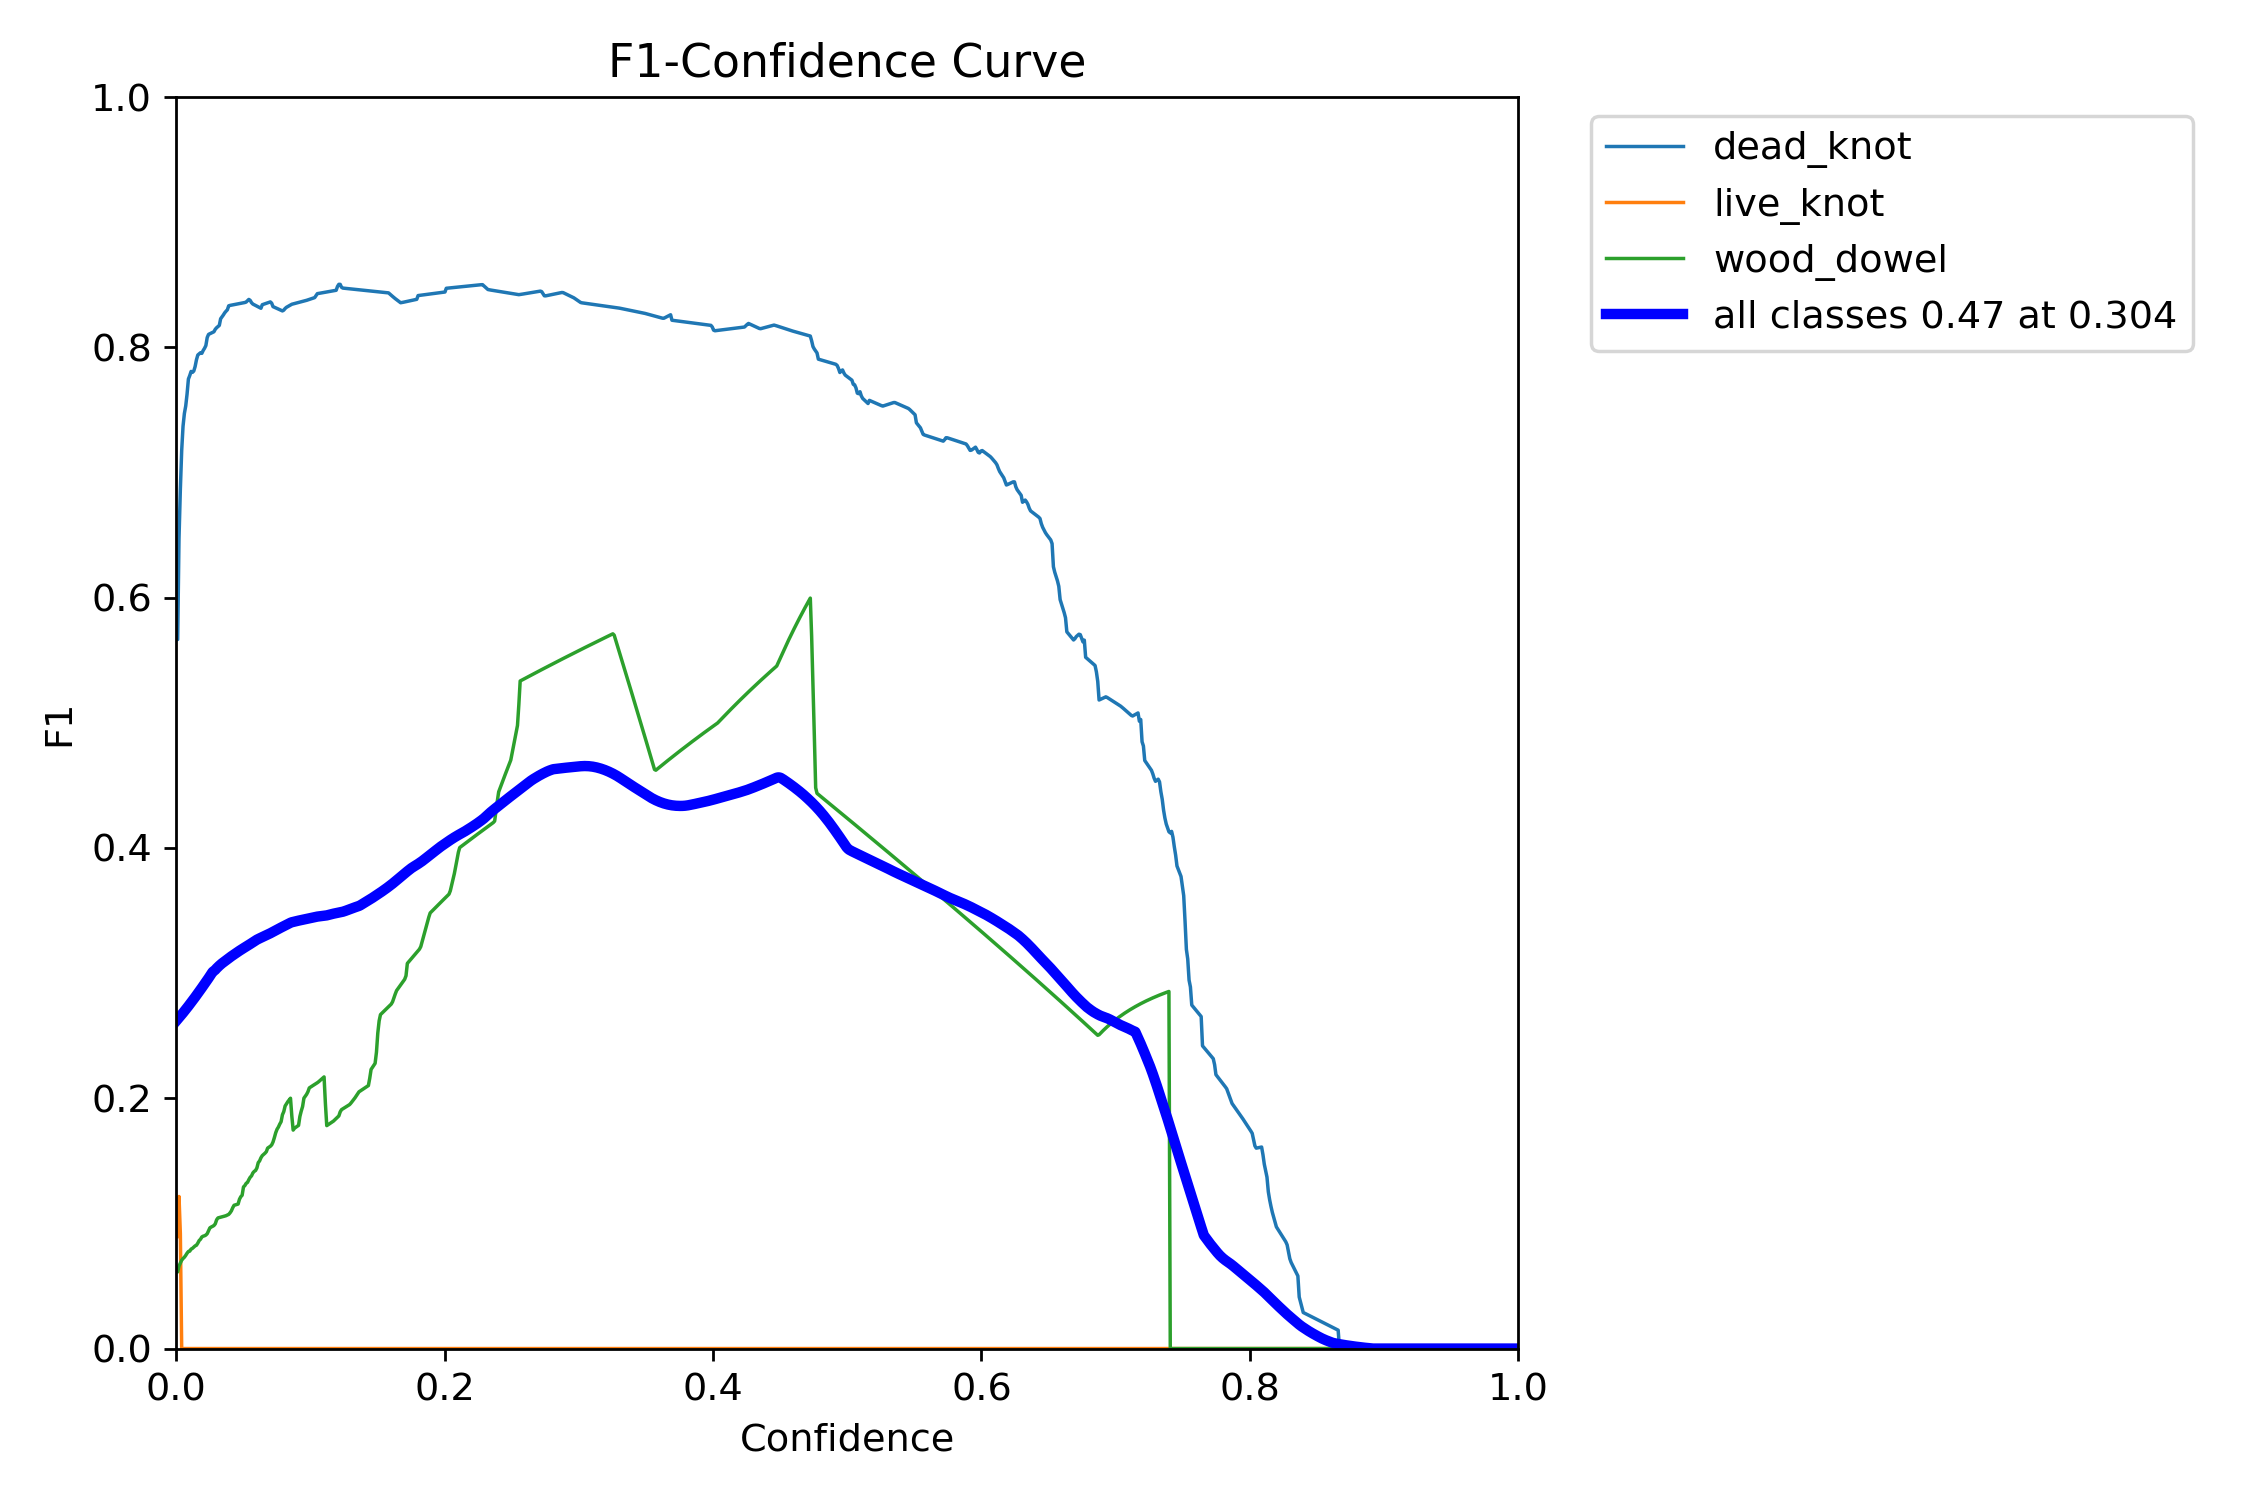 F1-Confidence Curve
1.0
0.8
0.6
0.4
0.2
0.0
F1
0.0 0.2 0.4 0.6 0.8 1.0
Confidence
dead_knot
live_knot
wood_dowel
all classes 0.47 at 0.304